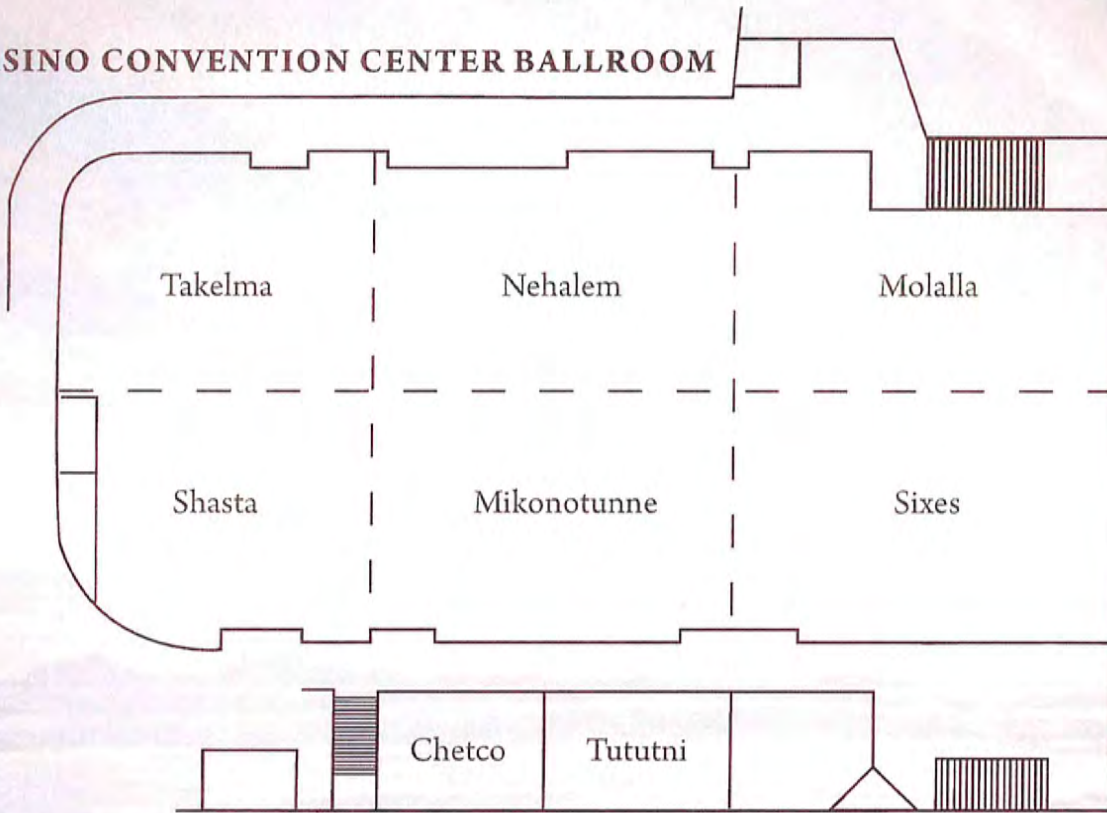 SINO CONVENTION CENTER BALLROOM
Takelma
Nehalem
Molalla
Shasta
Mikonotunne
Sixes
Chetco
Tututni